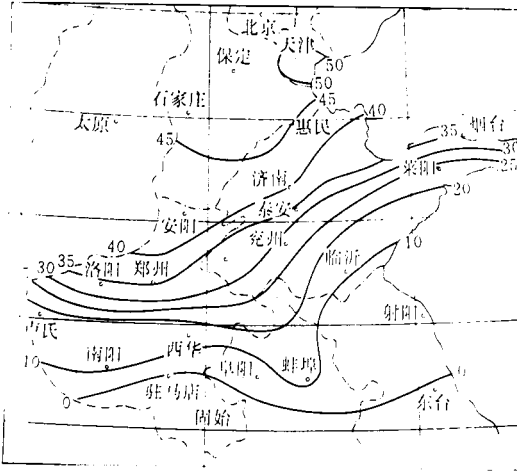 北京
天津
保定
50
50
45
石家庄
40
太原
惠民
35
烟台
45
30
莱阳
25
济南
20
泰安
安阳
兖州
40
10
临沂
35
30
洛阳
郑州
射阳
卢氏
西华
南阳
阜阳
蚌埠
10
0
驻马店
0
东台
固始